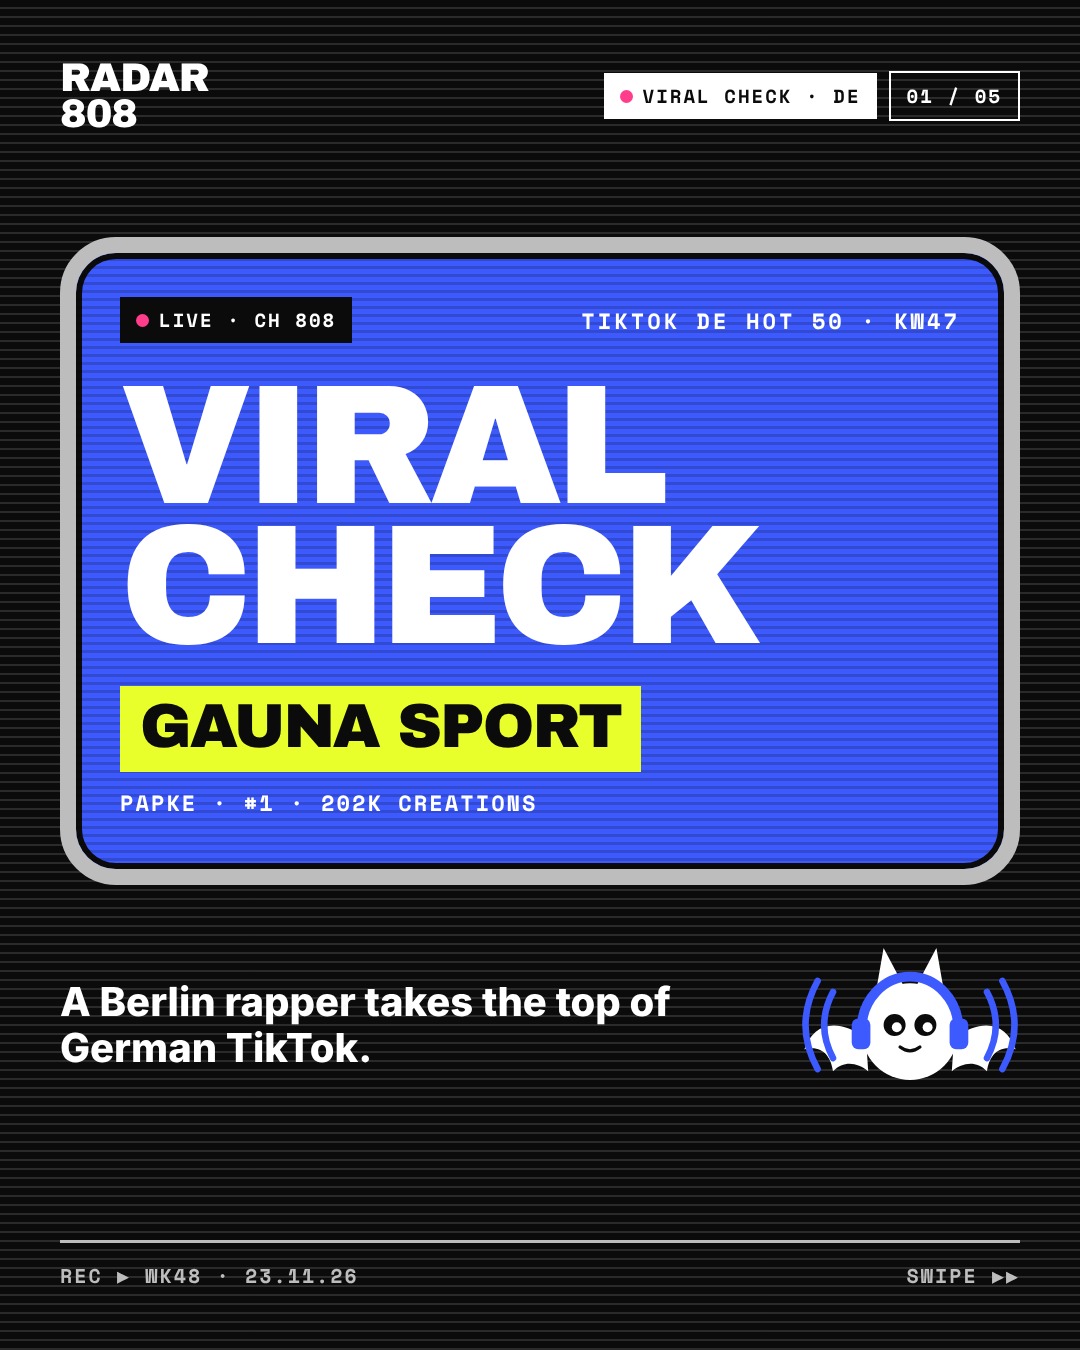 RADAR
808
VIRAL CHECK · DE
01 / 05
LIVE · CH 808
TIKTOK DE HOT 50 · KW47
VIRAL
CHECK
GAUNA SPORT
PAPKE · #1 · 202K CREATIONS
A Berlin rapper takes the top of
German TikTok.
REC ▶ WK48 · 23.11.26
SWIPE ▶▶